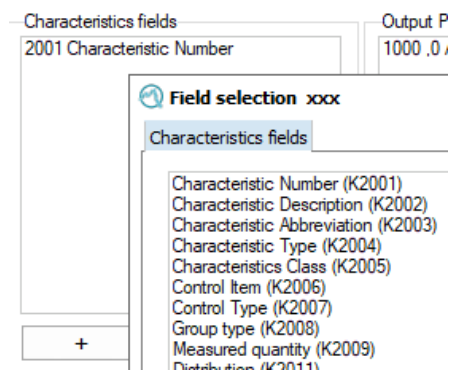 Characteristics fields
Output P
2001 Characteristic Number
1000 ,0
Field selection xxx
Characteristics fields
Characteristic Number (K2001)
Characteristic Description (K2002)
Characteristic Abbreviation (K2003)
Characteristic Type (K2004)
Characteristics Class (K2005)
Control Item (K2006)
Control Type (K2007)
Group type (K2008)
Measured quantity (K2009)
Distribution (K2011)
+